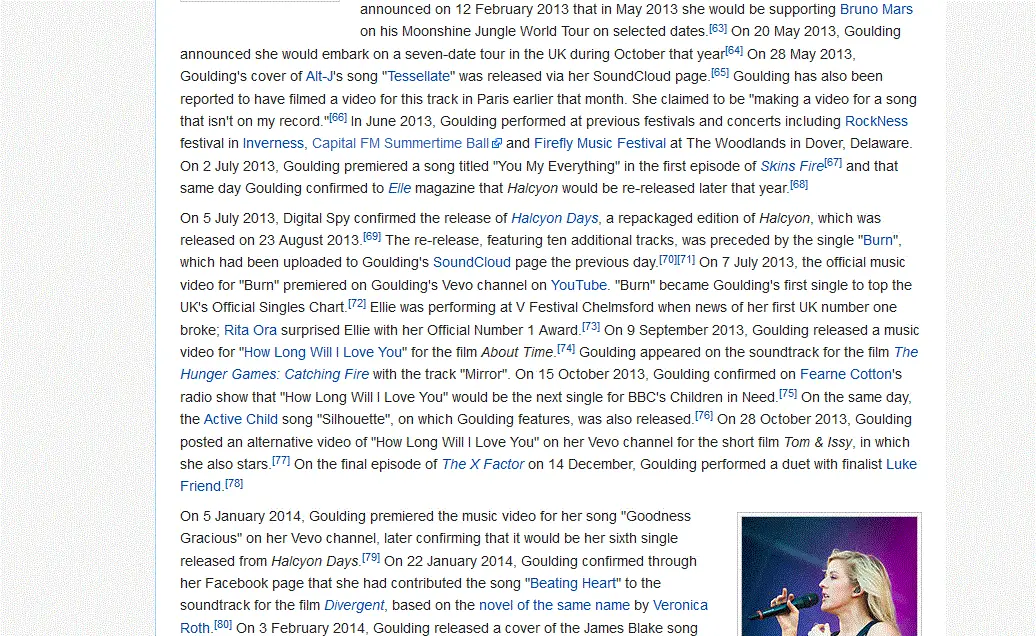 announced on 12 February 2013 that in May 2013 she would be supporting Bruno Mars
on his Moonshine Jungle World Tour on selected dates.[63] On 20 May 2013, Goulding
announced she would embark on a seven-date tour in the UK during October that year[64] On 28 May 2013,
Goulding's cover of Alt-J's song "Tessellate" was released via her SoundCloud page.[65] Goulding has also been
reported to have filmed a video for this track in Paris earlier that month. She claimed to be "making a video for a song
that isn't on my record."[66] In June 2013, Goulding performed at previous festivals and concerts including RockNess
festival in Inverness, Capital FM Summertime Ball and Firefly Music Festival at The Woodlands in Dover, Delaware.
On 2 July 2013, Goulding premiered a song titled "You My Everything" in the first episode of Skins Fire[67] and that
same day Goulding confirmed to Elle magazine that Halcyon would be re-released later that year.[68]
On 5 July 2013, Digital Spy confirmed the release of Halcyon Days, a repackaged edition of Halcyon, which was
released on 23 August 2013.[69] The re-release, featuring ten additional tracks, was preceded by the single "Burn",
which had been uploaded to Goulding's SoundCloud page the previous day.[70][71] On 7 July 2013, the official music
video for "Burn" premiered on Goulding's Vevo channel on YouTube. "Burn" became Goulding's first single to top the
UK's Official Singles Chart.[72] Ellie was performing at V Festival Chelmsford when news of her first UK number one
broke; Rita Ora surprised Ellie with her Official Number 1 Award.[73] On 9 September 2013, Goulding released a music
video for "How Long Will I Love You" for the film About Time.[74] Goulding appeared on the soundtrack for the film The
Hunger Games: Catching Fire with the track "Mirror". On 15 October 2013, Goulding confirmed on Fearne Cotton's
radio show that "How Long Will I Love You" would be the next single for BBC's Children in Need.[75] On the same day,
the Active Child song "Silhouette", on which Goulding features, was also released.[76] On 28 October 2013, Goulding
posted an alternative video of "How Long Will I Love You" on her Vevo channel for the short film Tom & Issy, in which
she also stars.[77] On the final episode of The X Factor on 14 December, Goulding performed a duet with finalist Luke
Friend.[78]
On 5 January 2014, Goulding premiered the music video for her song "Goodness
Gracious" on her Vevo channel, later confirming that it would be her sixth single
released from Halcyon Days.[79] On 22 January 2014, Goulding confirmed through
her Facebook page that she had contributed the song "Beating Heart" to the
soundtrack for the film Divergent, based on the novel of the same name by Veronica
Roth.[80] On 3 February 2014, Goulding released a cover of the James Blake song